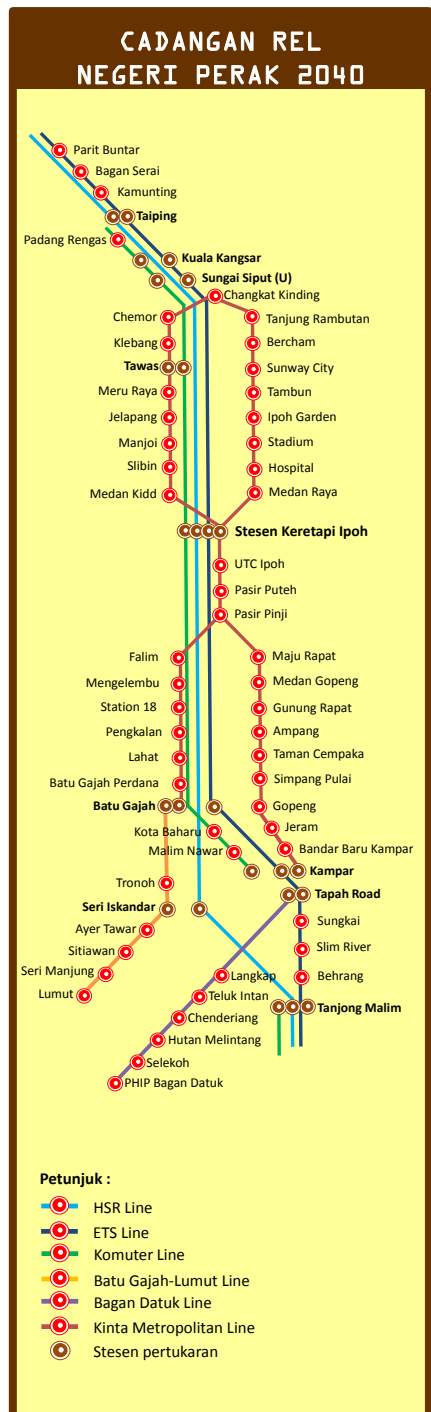 CADANGAN REL
NEGERI PERAK 2040
Parit Buntar
Bagan Serai
Kamunting
Taiping
Padang Rengas
Kuala Kangsar
Sungai Siput (U)
Changkat Kinding
Chemor
Tanjung Rambutan
Klebang
Bercham
Tawas
Sunway City
Meru Raya
Tambun
Jelapang
Ipoh Garden
Manjoi
Stadium
Slibin
Hospital
Medan Kidd
Medan Raya
Stesen Keretapi Ipoh
UTC Ipoh
Pasir Puteh
Pasir Pinji
Falim
Maju Rapat
Mengelembu
Medan Gopeng
Station 18
Gunung Rapat
Pengkalan
Ampang
Lahat
Taman Cempaka
Batu Gajah Perdana
Simpang Pulai
Batu Gajah
Gopeng
Kota Baharu
Jeram
Malim Nawar
Bandar Baru Kampar
Kampar
Tronoh
Tapah Road
Seri Iskandar
Ayer Tawar
Sungkai
Sitiawan
Slim River
Seri Manjung
Langkap
Behrang
Lumut
Teluk Intan
Tanjong Malim
Chenderiang
Hutan Melintang
Selekoh
PHIP Bagan Datuk
Petunjuk :
HSR Line
ETS Line
Komuter Line
Batu Gajah-Lumut Line
Bagan Datuk Line
Kinta Metropolitan Line
Stesen pertukaran